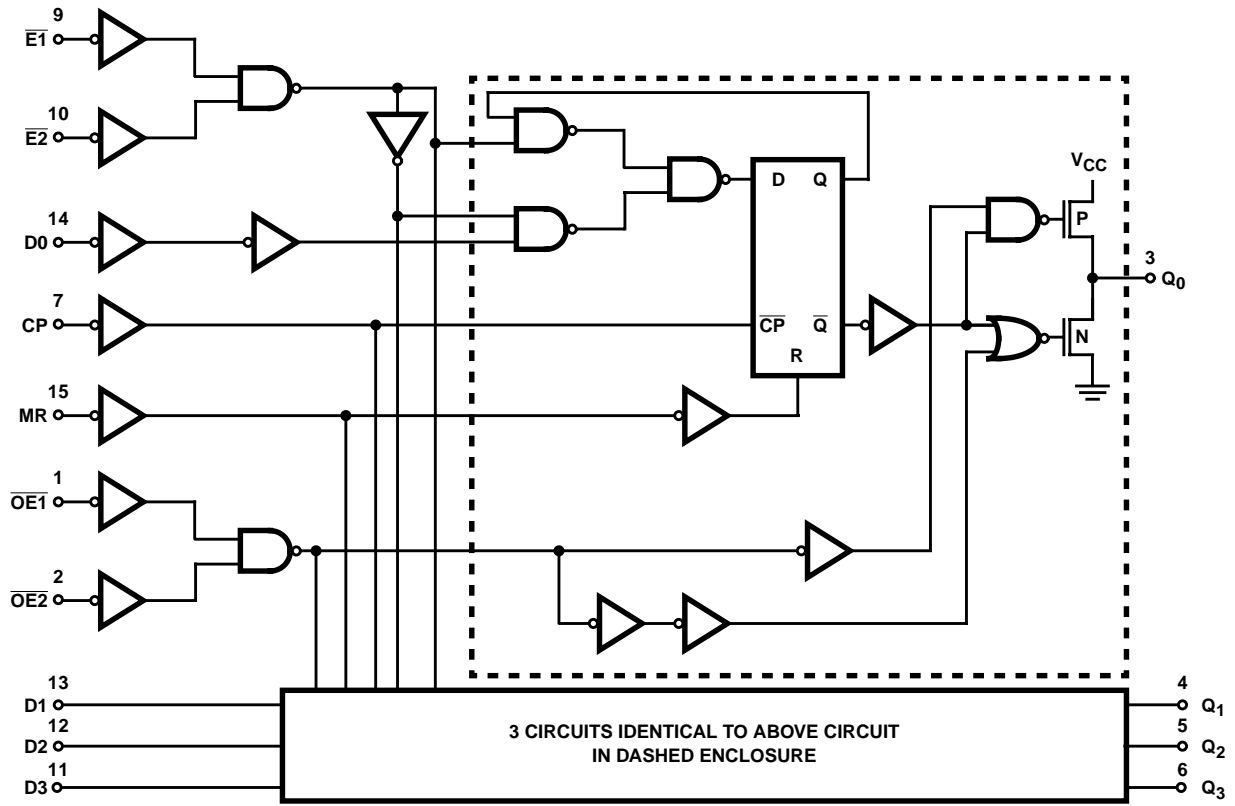 9
E1
10
E2
14
D0
7
CP
15
MR
1
OE1
2
OE2
13
D1
12
D2
11
D3
D Q
CP Q
R
VCC
P
N
3
Q0
3 CIRCUITS IDENTICAL TO ABOVE CIRCUIT
IN DASHED ENCLOSURE
4
Q1
5
Q2
6
Q3